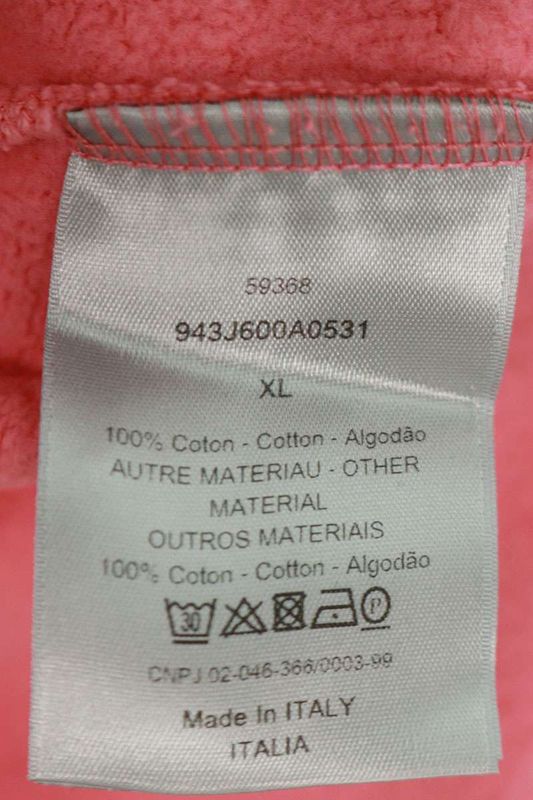 59368
943J600A0531
XL
100% Coton - Cotton - Algodão
AUTRE MATERIAU - OTHER
MATERIAL
OUTROS MATERIAIS
100% Coton - Cotton - Algodão
30 P
CNPJ 02-046-366/0003-99
Made In ITALY
ITALIA